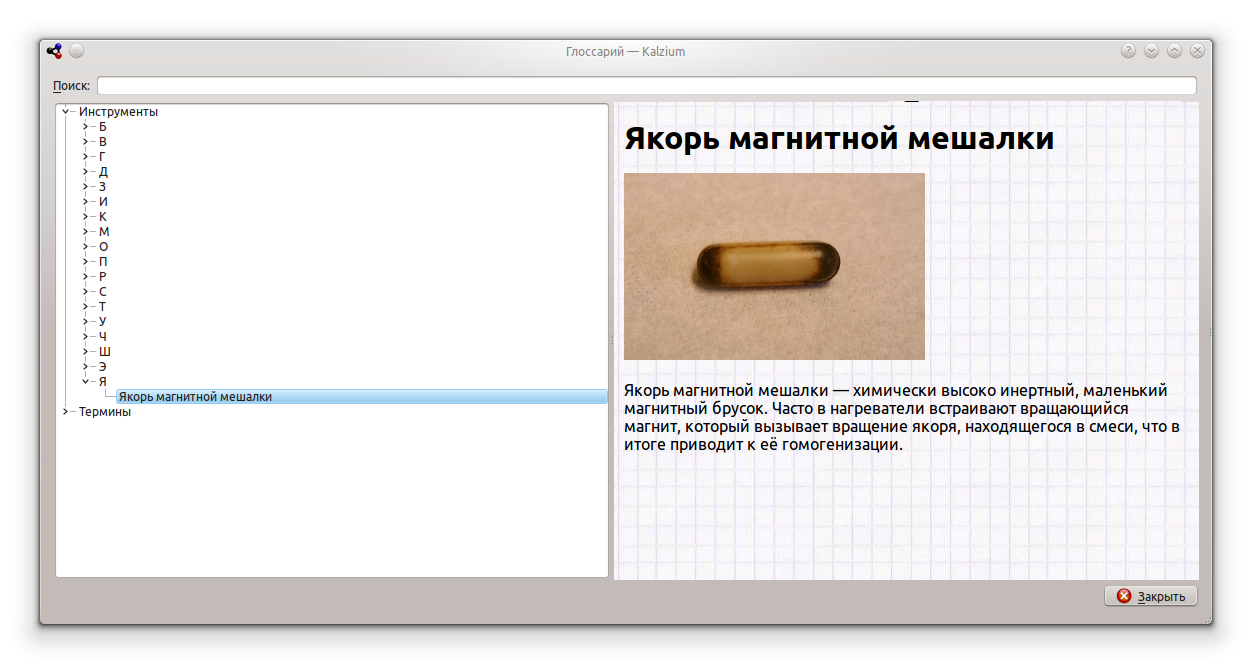 Глоссарий — Kalzium
Поиск:
Инструменты
Б
В
Г
Д
З
И
К
М
О
П
Р
С
Т
У
Ч
Ш
Э
Я
Якорь магнитной мешалки
Термины
Якорь магнитной мешалки
Якорь магнитной мешалки — химически высоко инертный, маленький
магнитный брусок. Часто в нагреватели встраивают вращающийся
магнит, который вызывает вращение якоря, находящегося в смеси, что в
итоге приводит к её гомогенизации.
Закрыть